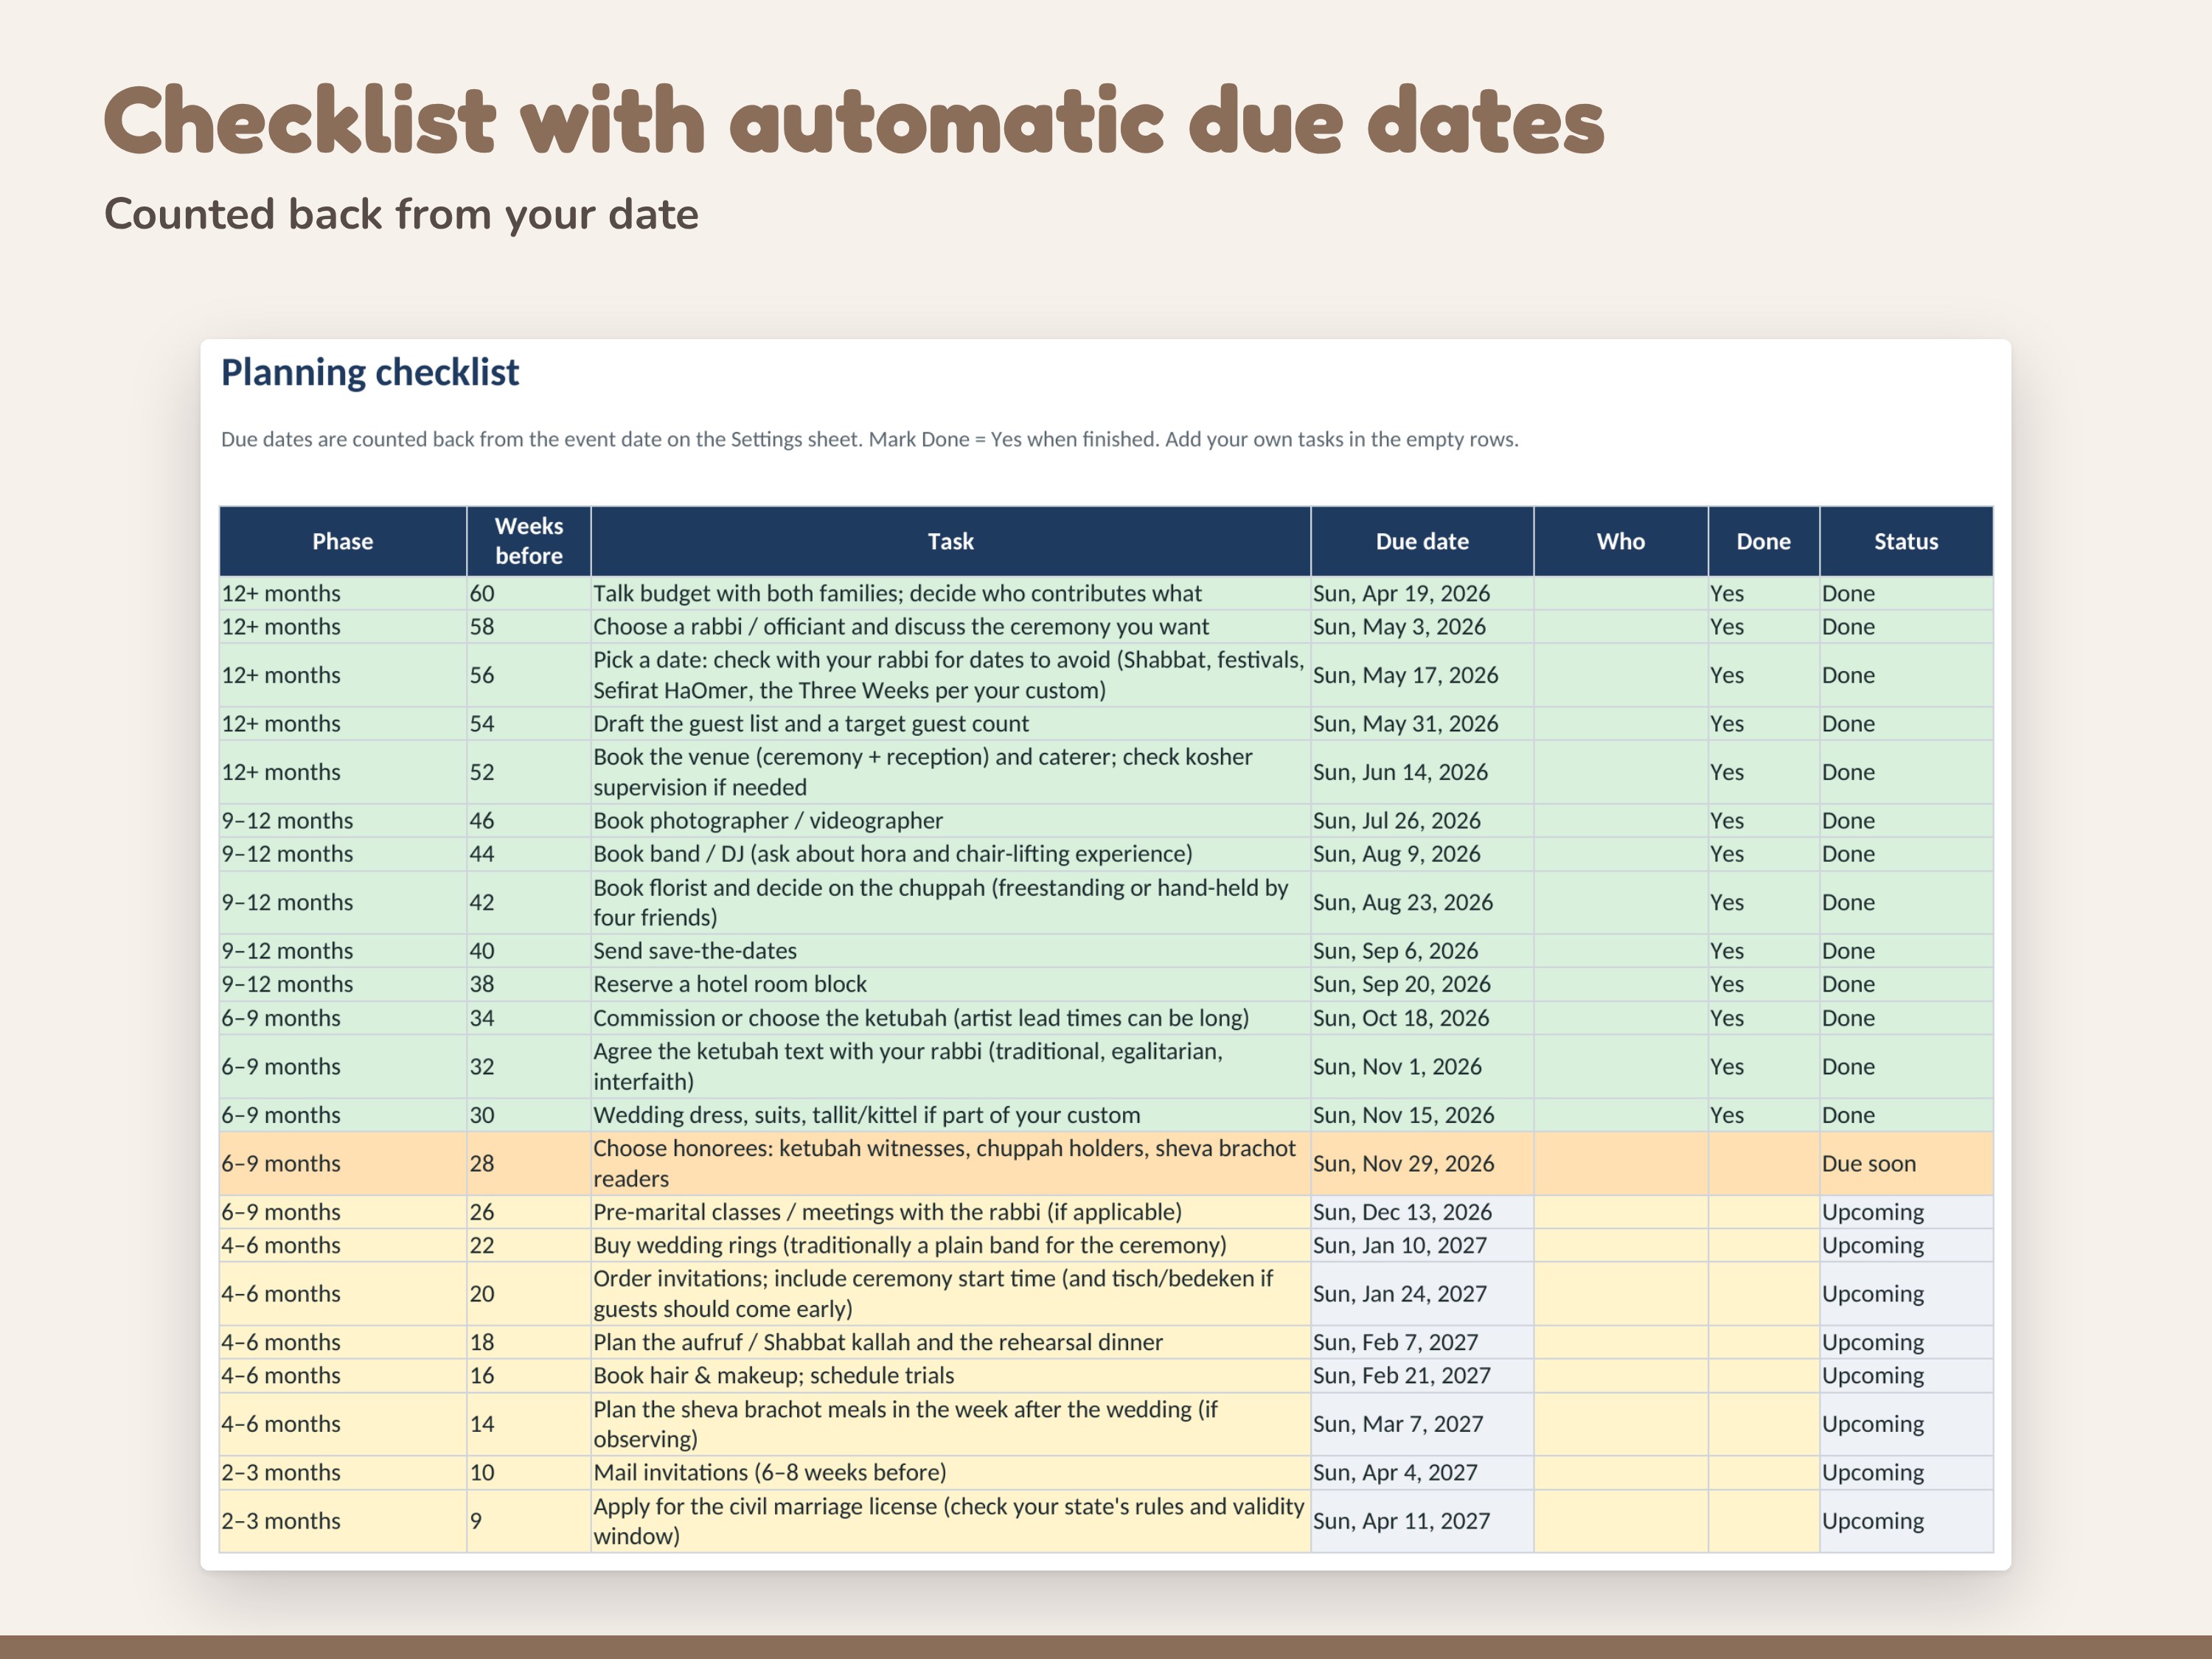 Checklist with automatic due dates
Counted back from your date
Planning checklist
Due dates are counted back from the event date on the Settings sheet. Mark Done = Yes when finished. Add your own tasks in the empty rows.
Phase Weeks before Task Due date Who Done Status
12+ months 60 Talk budget with both families; decide who contributes what Sun, Apr 19, 2026 Yes Done
12+ months 58 Choose a rabbi / officiant and discuss the ceremony you want Sun, May 3, 2026 Yes Done
12+ months 56 Pick a date: check with your rabbi for dates to avoid (Shabbat, festivals, Sefirat HaOmer, the Three Weeks per your custom) Sun, May 17, 2026 Yes Done
12+ months 54 Draft the guest list and a target guest count Sun, May 31, 2026 Yes Done
12+ months 52 Book the venue (ceremony + reception) and caterer; check kosher supervision if needed Sun, Jun 14, 2026 Yes Done
9–12 months 46 Book photographer / videographer Sun, Jul 26, 2026 Yes Done
9–12 months 44 Book band / DJ (ask about hora and chair-lifting experience) Sun, Aug 9, 2026 Yes Done
9–12 months 42 Book florist and decide on the chuppah (freestanding or hand-held by four friends) Sun, Aug 23, 2026 Yes Done
9–12 months 40 Send save-the-dates Sun, Sep 6, 2026 Yes Done
9–12 months 38 Reserve a hotel room block Sun, Sep 20, 2026 Yes Done
6–9 months 34 Commission or choose the ketubah (artist lead times can be long) Sun, Oct 18, 2026 Yes Done
6–9 months 32 Agree the ketubah text with your rabbi (traditional, egalitarian, interfaith) Sun, Nov 1, 2026 Yes Done
6–9 months 30 Wedding dress, suits, tallit/kittel if part of your custom Sun, Nov 15, 2026 Yes Done
6–9 months 28 Choose honorees: ketubah witnesses, chuppah holders, sheva brachot readers Sun, Nov 29, 2026 Due soon
6–9 months 26 Pre-marital classes / meetings with the rabbi (if applicable) Sun, Dec 13, 2026 Upcoming
4–6 months 22 Buy wedding rings (traditionally a plain band for the ceremony) Sun, Jan 10, 2027 Upcoming
4–6 months 20 Order invitations; include ceremony start time (and tisch/bedeken if guests should come early) Sun, Jan 24, 2027 Upcoming
4–6 months 18 Plan the aufruf / Shabbat kallah and the rehearsal dinner Sun, Feb 7, 2027 Upcoming
4–6 months 16 Book hair & makeup; schedule trials Sun, Feb 21, 2027 Upcoming
4–6 months 14 Plan the sheva brachot meals in the week after the wedding (if observing) Sun, Mar 7, 2027 Upcoming
2–3 months 10 Mail invitations (6–8 weeks before) Sun, Apr 4, 2027 Upcoming
2–3 months 9 Apply for the civil marriage license (check your state's rules and validity window) Sun, Apr 11, 2027 Upcoming